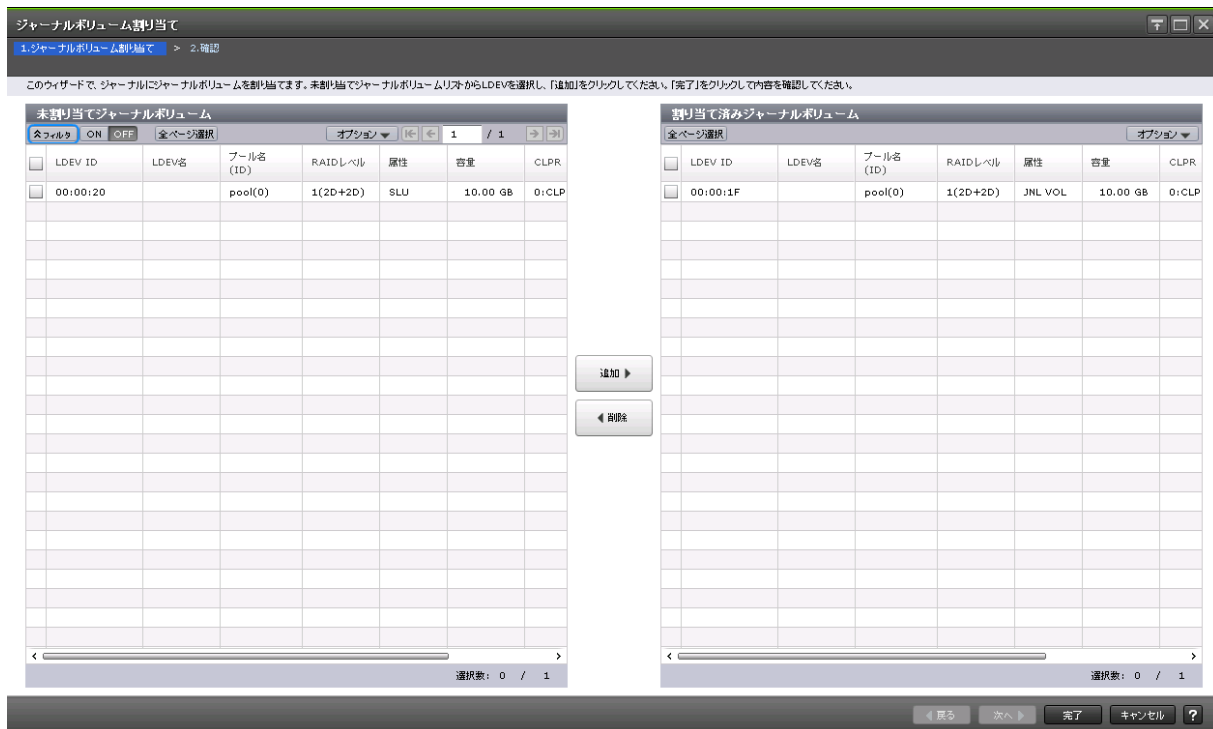 ジャーナルボリューム割り当て
1.ジャーナルボリューム割り当て > 2.確認
このウィザードで、ジャーナルにジャーナルボリュームを割り当てます。未割り当てジャーナルボリュームリストからLDEVを選択し、「追加」をクリックしてください。「完了」をクリックして内容を確認してください。
未割り当てジャーナルボリューム
フィルタ ON OFF 全ページ選択 オプション 1 / 1
LDEV ID LDEV名 プール名 (ID) RAIDレベル 属性 容量 CLPR
00:00:20 pool(0) 1(2D+2D) SLU 10.00 GB 0:CLP
選択数: 0 / 1
追加
削除
割り当て済みジャーナルボリューム
全ページ選択 オプション
LDEV ID LDEV名 プール名 (ID) RAIDレベル 属性 容量 CLPR
00:00:1F pool(0) 1(2D+2D) JNL VOL 10.00 GB 0:CLP
選択数: 0 / 1
戻る 次へ 完了 キャンセル ?